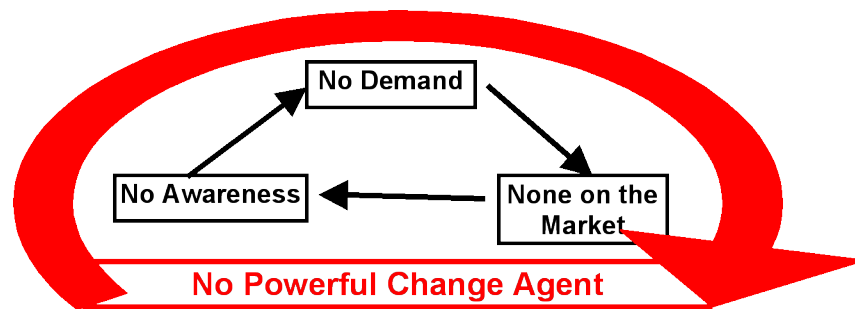 No Demand
No Awareness
None on the
Market
No Powerful Change Agent